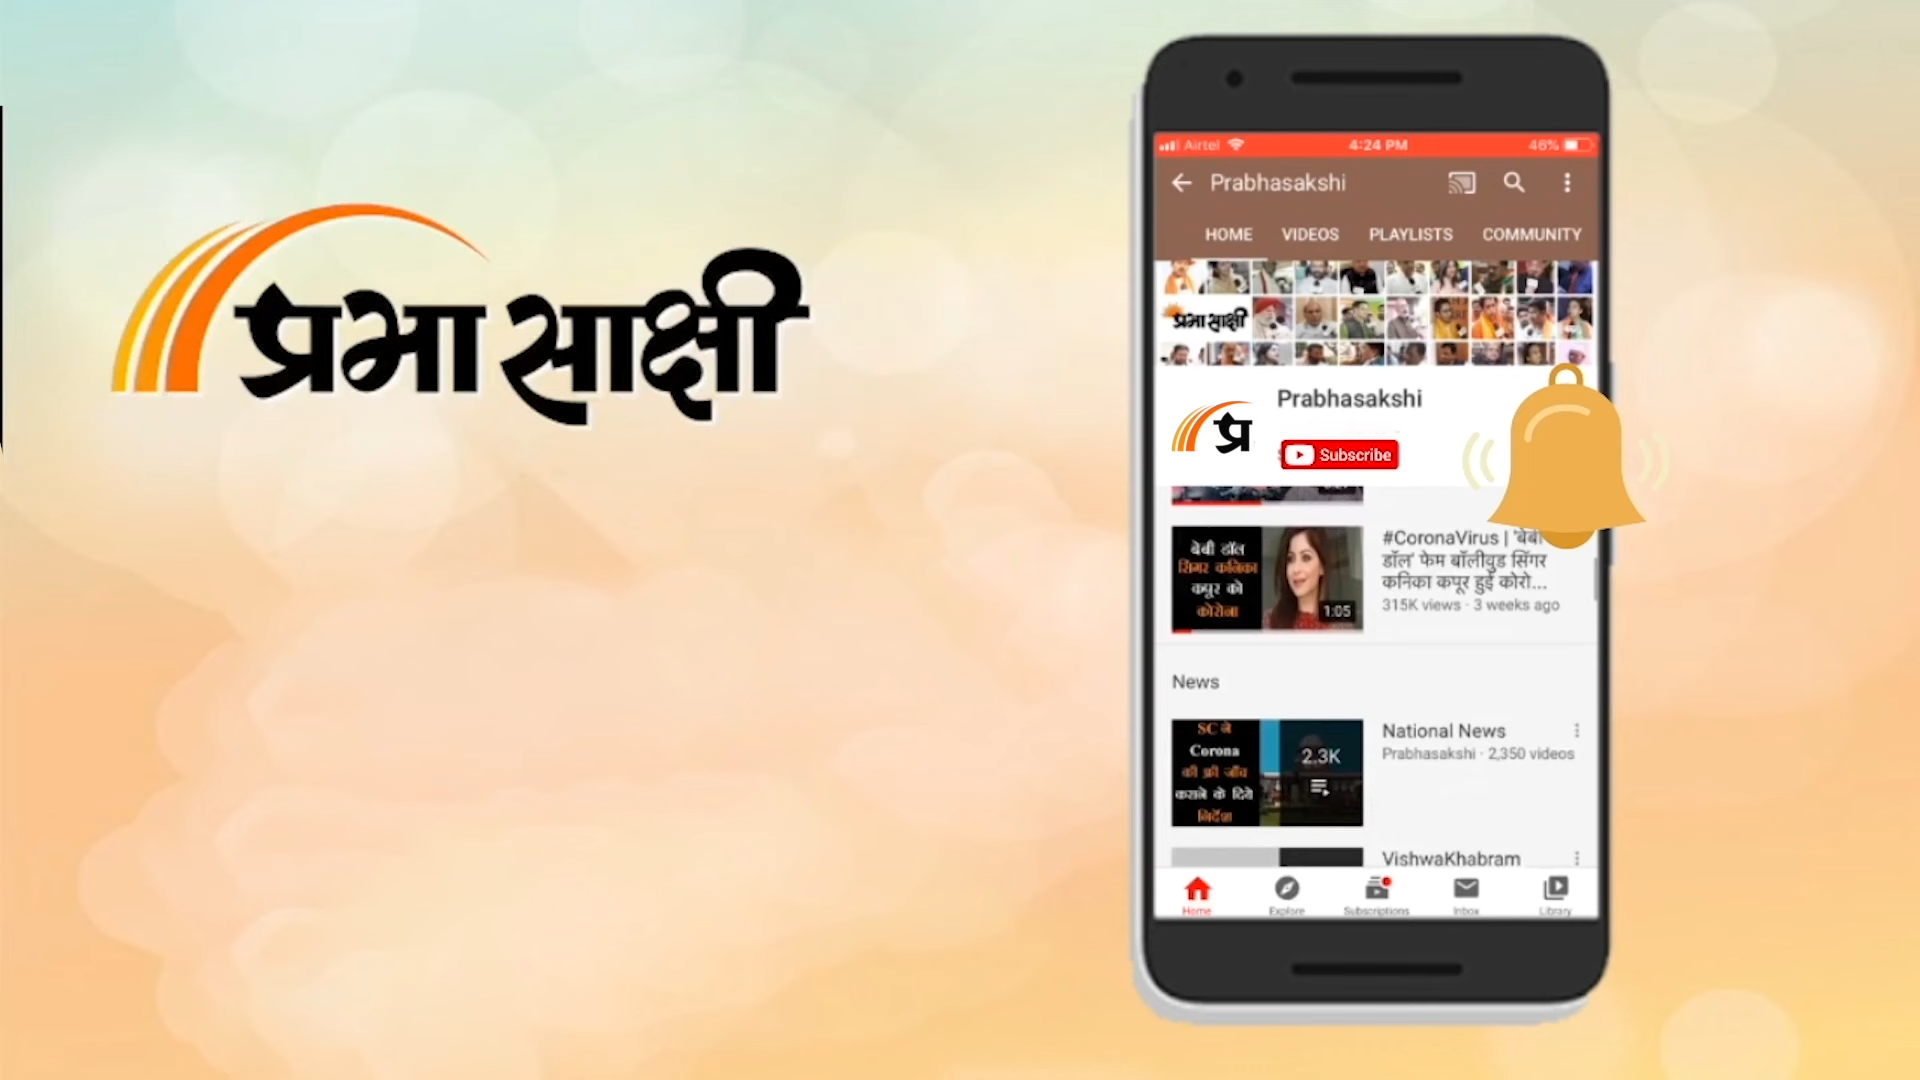 प्रभासाक्षी
Airtel 4:24 PM 46%
Prabhasakshi
HOME VIDEOS PLAYLISTS COMMUNITY
प्रभासाक्षी
Prabhasakshi
प्र
Subscribe
बेबी डॉल
सिंगर कनिका
कपूर को
कोरोना
1:05
#CoronaVirus | 'बेबी
डॉल' फेम बॉलीवुड सिंगर
कनिका कपूर हुईं कोरो...
315K views · 3 weeks ago
News
SC ने
Corona
की फ्री जाँच
कराने के दिये
निर्देश
2.3K
National News
Prabhasakshi · 2,350 videos
VishwaKhabram
Home Explore Subscriptions Inbox Library